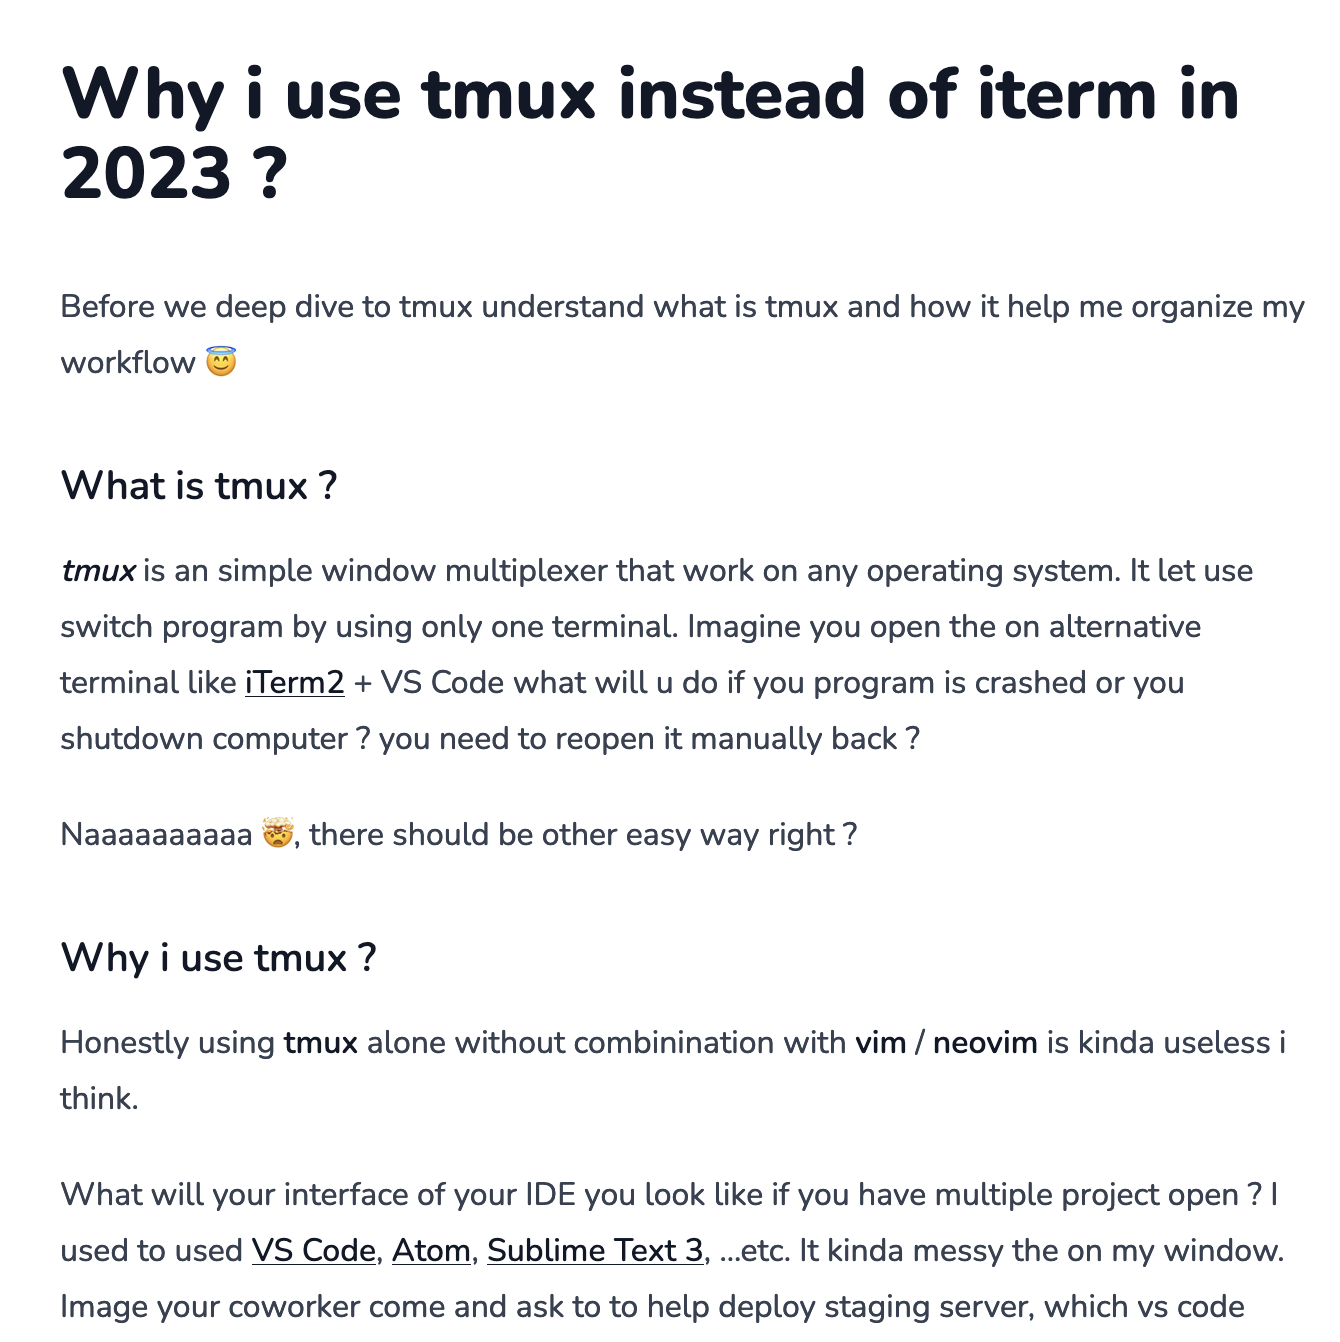 Why i use tmux instead of iterm in
2023 ?
Before we deep dive to tmux understand what is tmux and how it help me organize my
workflow 😇
What is tmux ?
tmux is an simple window multiplexer that work on any operating system. It let use
switch program by using only one terminal. Imagine you open the on alternative
terminal like iTerm2 + VS Code what will u do if you program is crashed or you
shutdown computer ? you need to reopen it manually back ?
Naaaaaaaaaa 🤯, there should be other easy way right ?
Why i use tmux ?
Honestly using tmux alone without combinination with vim / neovim is kinda useless i
think.
What will your interface of your IDE you look like if you have multiple project open ? I
used to used VS Code, Atom, Sublime Text 3, ...etc. It kinda messy the on my window.
Image your coworker come and ask to to help deploy staging server, which vs code